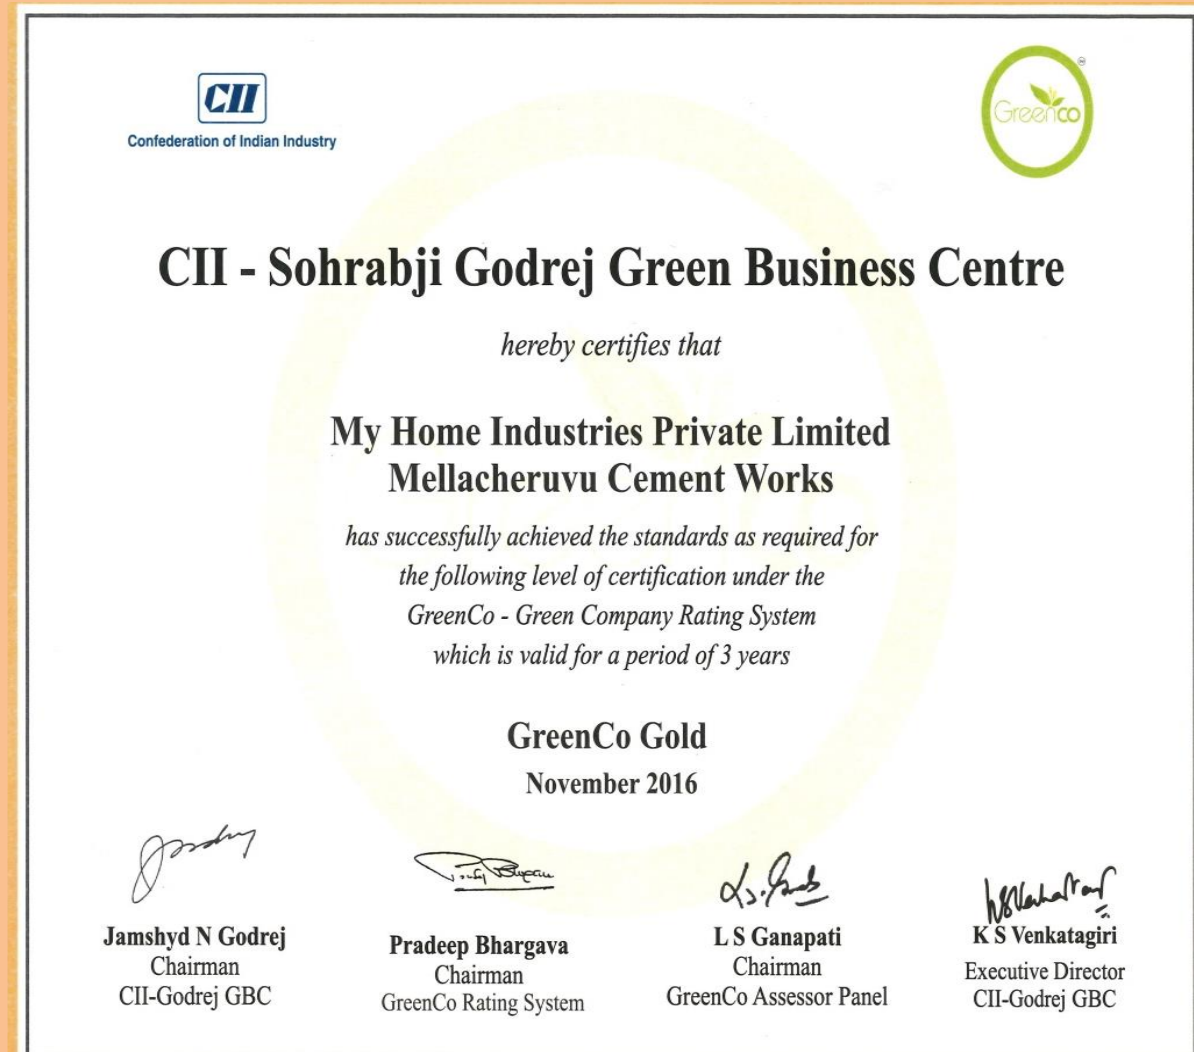 CII
Confederation of Indian Industry
Greenco
CII - Sohrabji Godrej Green Business Centre
hereby certifies that
My Home Industries Private Limited
Mellacheruvu Cement Works
has successfully achieved the standards as required for
the following level of certification under the
GreenCo - Green Company Rating System
which is valid for a period of 3 years
GreenCo Gold
November 2016
Jamshyd N Godrej
Chairman
CII-Godrej GBC
Pradeep Bhargava
Chairman
GreenCo Rating System
L S Ganapati
Chairman
GreenCo Assessor Panel
K S Venkatagiri
Executive Director
CII-Godrej GBC